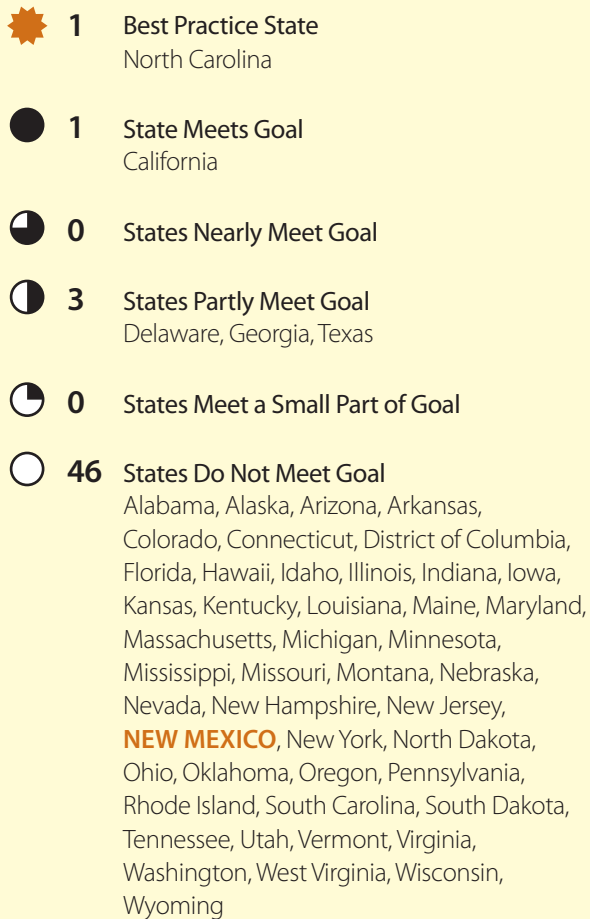 1 Best Practice State
North Carolina
1 State Meets Goal
California
0 States Nearly Meet Goal
3 States Partly Meet Goal
Delaware, Georgia, Texas
0 States Meet a Small Part of Goal
46 States Do Not Meet Goal
Alabama, Alaska, Arizona, Arkansas,
Colorado, Connecticut, District of Columbia,
Florida, Hawaii, Idaho, Illinois, Indiana, Iowa,
Kansas, Kentucky, Louisiana, Maine, Maryland,
Massachusetts, Michigan, Minnesota,
Mississippi, Missouri, Montana, Nebraska,
Nevada, New Hampshire, New Jersey,
NEW MEXICO, New York, North Dakota,
Ohio, Oklahoma, Oregon, Pennsylvania,
Rhode Island, South Carolina, South Dakota,
Tennessee, Utah, Vermont, Virginia,
Washington, West Virginia, Wisconsin,
Wyoming